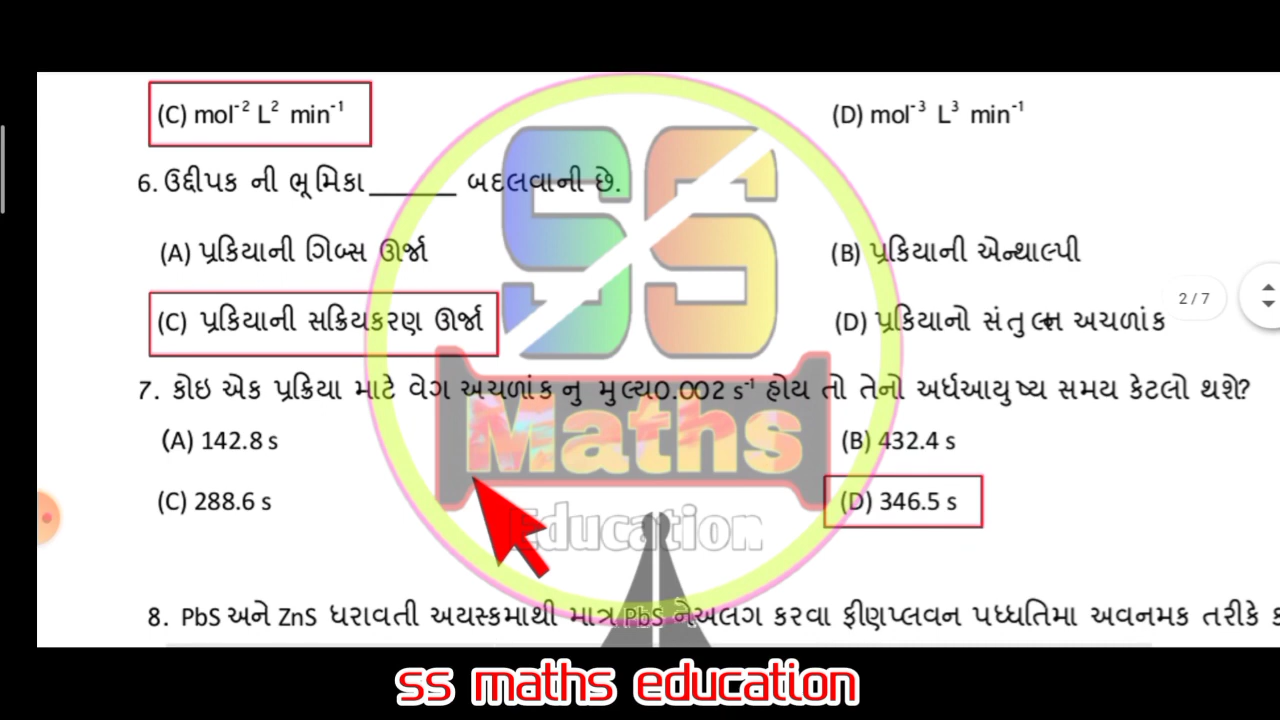 (C) mol⁻² L² min⁻¹ (D) mol⁻³ L³ min⁻¹
6. ઉદ્દીપક ની ભૂમિકા______ બદલવાની છે.
(A) પ્રક્રિયાની ગિબ્સ ઊર્જા (B) પ્રક્રિયાની એન્થાલ્પી
2/7
(C) પ્રક્રિયાની સક્રિયકરણ ઊર્જા (D) પ્રક્રિયાનો સંતુલન અચળાંક
7. કોઇ એક પ્રક્રિયા માટે વેગ અચળાંક નુ મુલ્ય0.002 s⁻¹ હોય તો તેનો અર્ધઆયુષ્ય સમય કેટલો થશે?
(A) 142.8 s (B) 432.4 s
(C) 288.6 s (D) 346.5 s
SS
Maths
Education
8. PbS અને ZnS ધરાવતી અયસ્કમાથી માત્ર PbS નેઅલગ કરવા ફીણપ્લવન પધ્ધતિમા અવનમક તરીકે
ss maths education